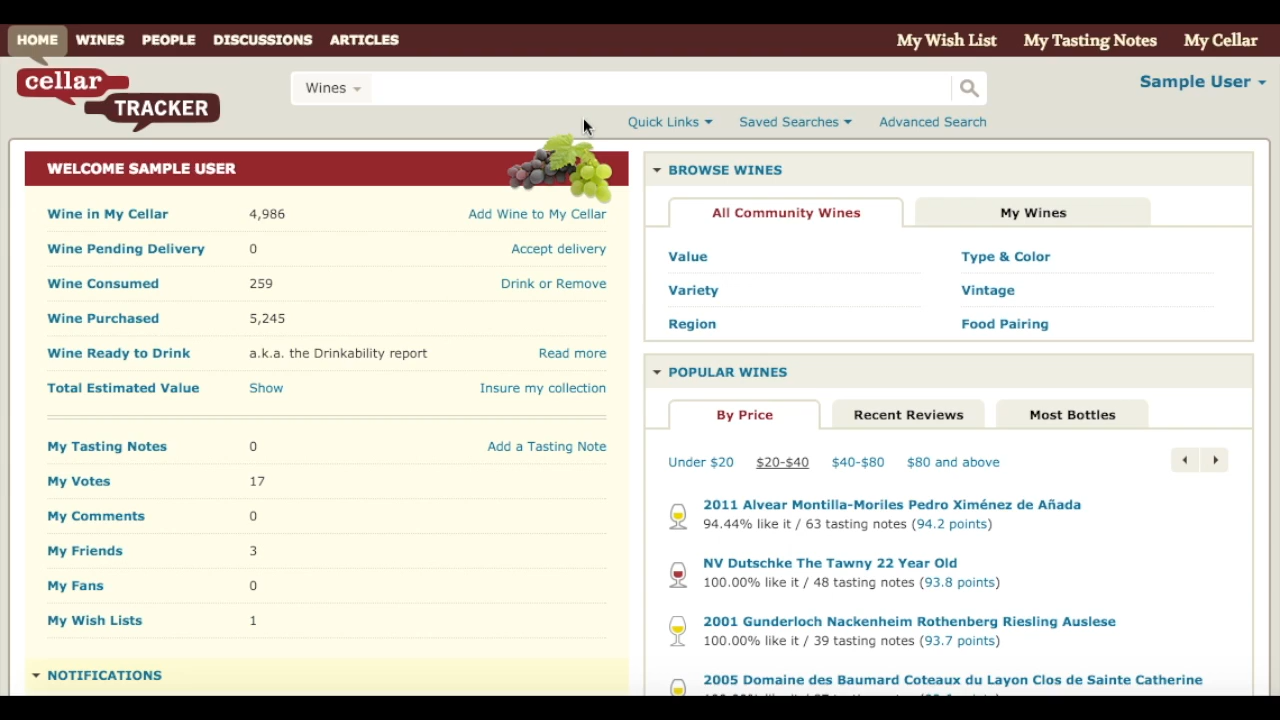 HOME WINES PEOPLE DISCUSSIONS ARTICLES My Wish List My Tasting Notes My Cellar
cellar
TRACKER
Wines
Sample User
Quick Links Saved Searches Advanced Search
WELCOME SAMPLE USER
Wine in My Cellar 4,986 Add Wine to My Cellar
Wine Pending Delivery 0 Accept delivery
Wine Consumed 259 Drink or Remove
Wine Purchased 5,245
Wine Ready to Drink a.k.a. the Drinkability report Read more
Total Estimated Value Show Insure my collection
My Tasting Notes 0 Add a Tasting Note
My Votes 17
My Comments 0
My Friends 3
My Fans 0
My Wish Lists 1
NOTIFICATIONS
BROWSE WINES
All Community Wines My Wines
Value Type & Color
Variety Vintage
Region Food Pairing
POPULAR WINES
By Price Recent Reviews Most Bottles
Under $20 $20-$40 $40-$80 $80 and above
2011 Alvear Montilla-Moriles Pedro Ximénez de Añada
94.44% like it / 63 tasting notes (94.2 points)
NV Dutschke The Tawny 22 Year Old
100.00% like it / 48 tasting notes (93.8 points)
2001 Gunderloch Nackenheim Rothenberg Riesling Auslese
100.00% like it / 39 tasting notes (93.7 points)
2005 Domaine des Baumard Coteaux du Layon Clos de Sainte Catherine